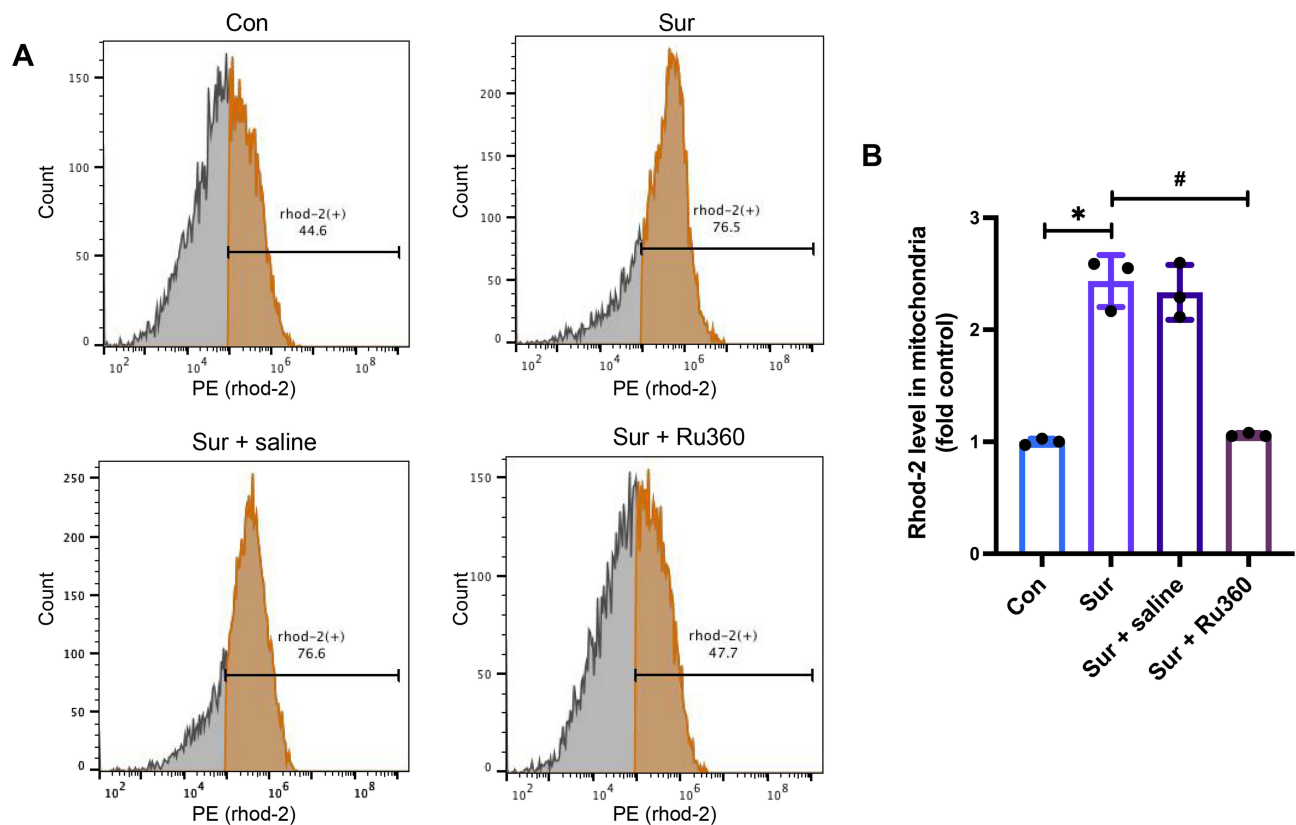 A
Con
150
100
50
0
Count
rhod-2(+)
44.6
10^2
10^4
10^6
10^8
PE (rhod-2)
Sur
200
150
100
50
0
Count
rhod-2(+)
76.5
10^2
10^4
10^6
10^8
PE (rhod-2)
Sur + saline
250
200
150
100
50
0
Count
rhod-2(+)
76.6
10^2
10^4
10^6
10^8
PE (rhod-2)
Sur + Ru360
150
100
50
0
Count
rhod-2(+)
47.7
10^2
10^4
10^6
10^8
PE (rhod-2)
B
Rhod-2 level in mitochondria
(fold control)
3
2
1
0
*
#
Con
Sur
Sur + saline
Sur + Ru360